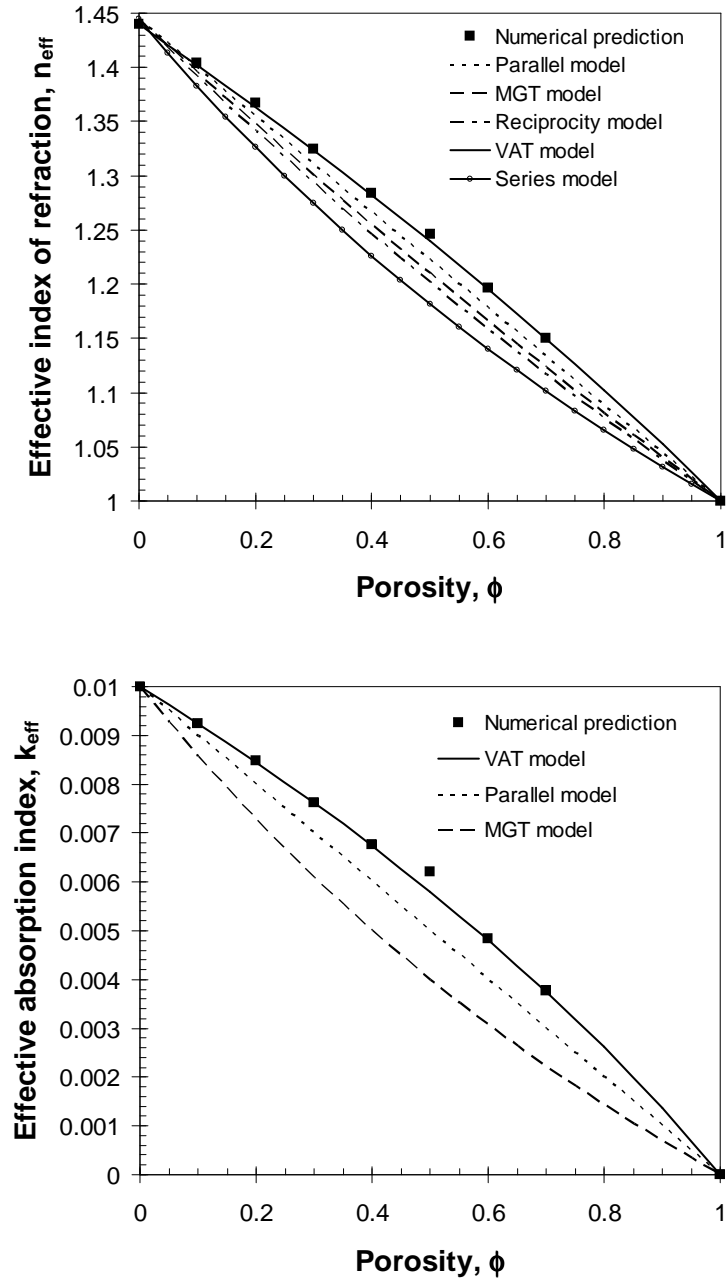 Effective index of refraction, neff
1.45
1.4
1.35
1.3
1.25
1.2
1.15
1.1
1.05
1
Numerical prediction
Parallel model
MGT model
Reciprocity model
VAT model
Series model
0 0.2 0.4 0.6 0.8 1
Porosity, ϕ
Effective absorption index, keff
0.01
0.009
0.008
0.007
0.006
0.005
0.004
0.003
0.002
0.001
0
Numerical prediction
VAT model
Parallel model
MGT model
0 0.2 0.4 0.6 0.8 1
Porosity, ϕ